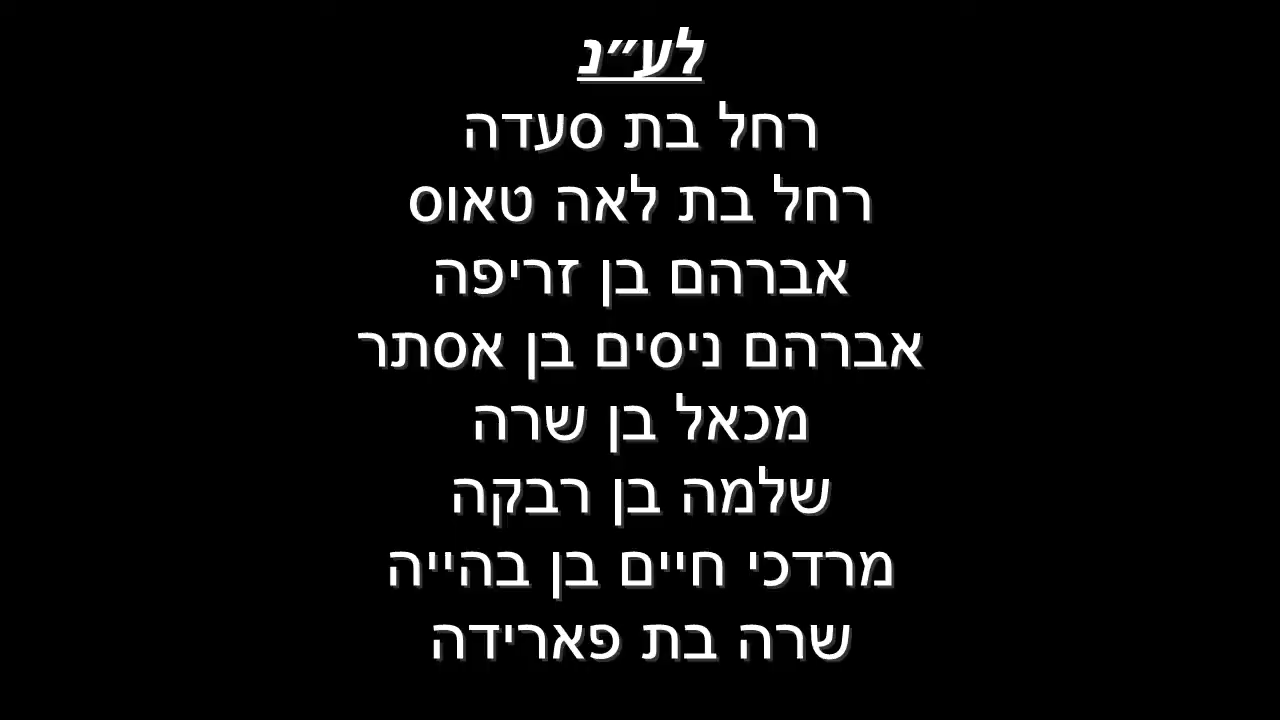 לע״נ
רחל בת סעדה
רחל בת לאה טאוס
אברהם בן זריפה
אברהם ניסים בן אסתר
מכאל בן שרה
שלמה בן רבקה
מרדכי חיים בן בהייה
שרה בת פארידה